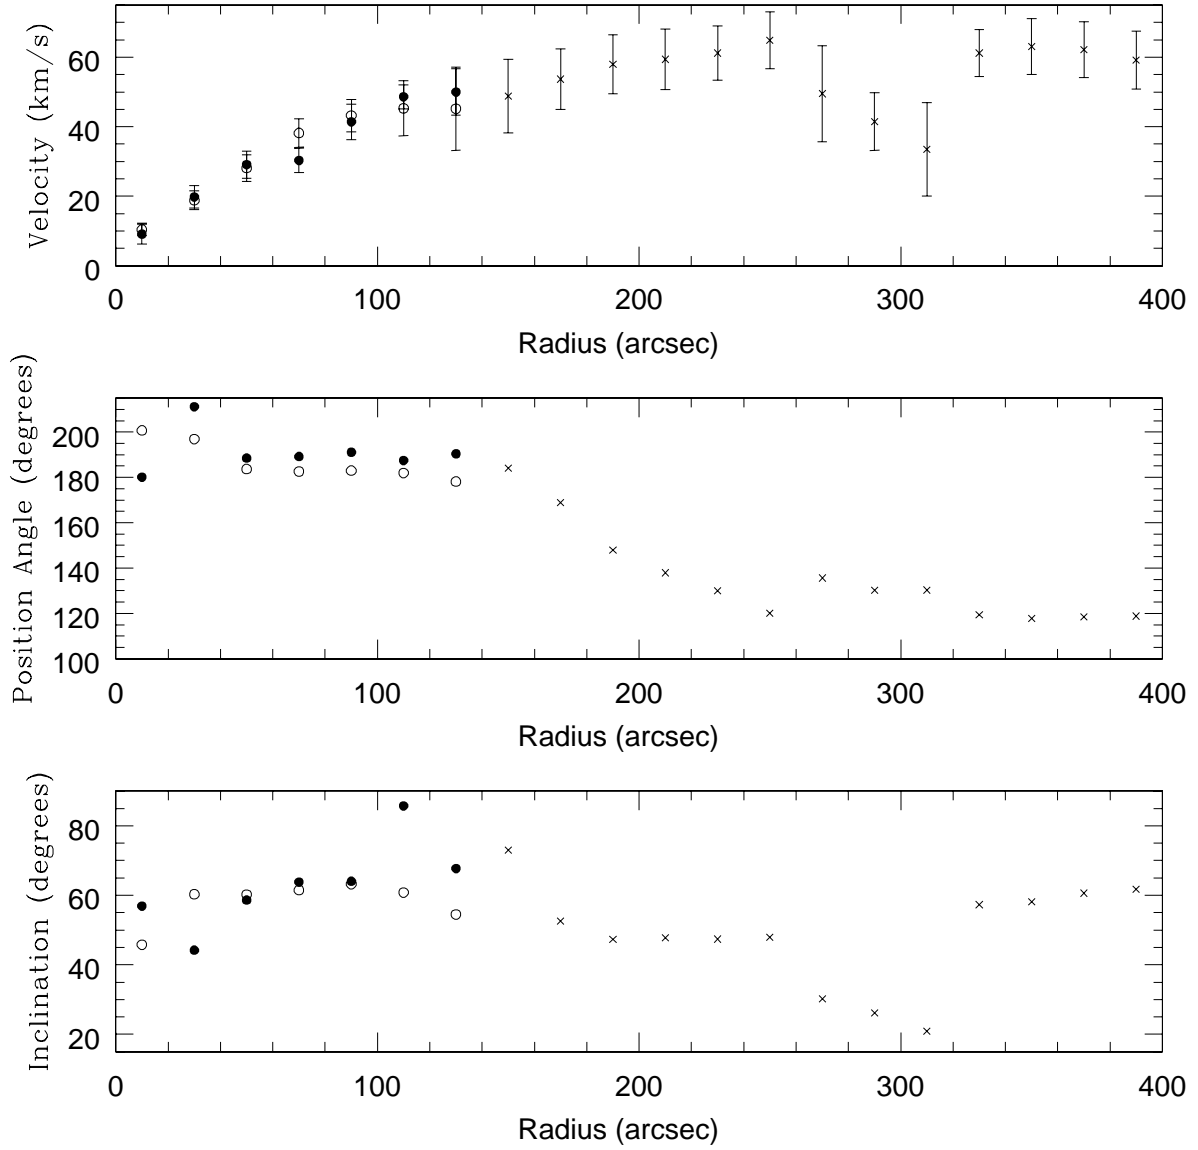 Velocity (km/s)
60
40
20
0
0 100 200 300 400
Radius (arcsec)
Position Angle (degrees)
200
180
160
140
120
100
0 100 200 300 400
Radius (arcsec)
Inclination (degrees)
80
60
40
20
0 100 200 300 400
Radius (arcsec)